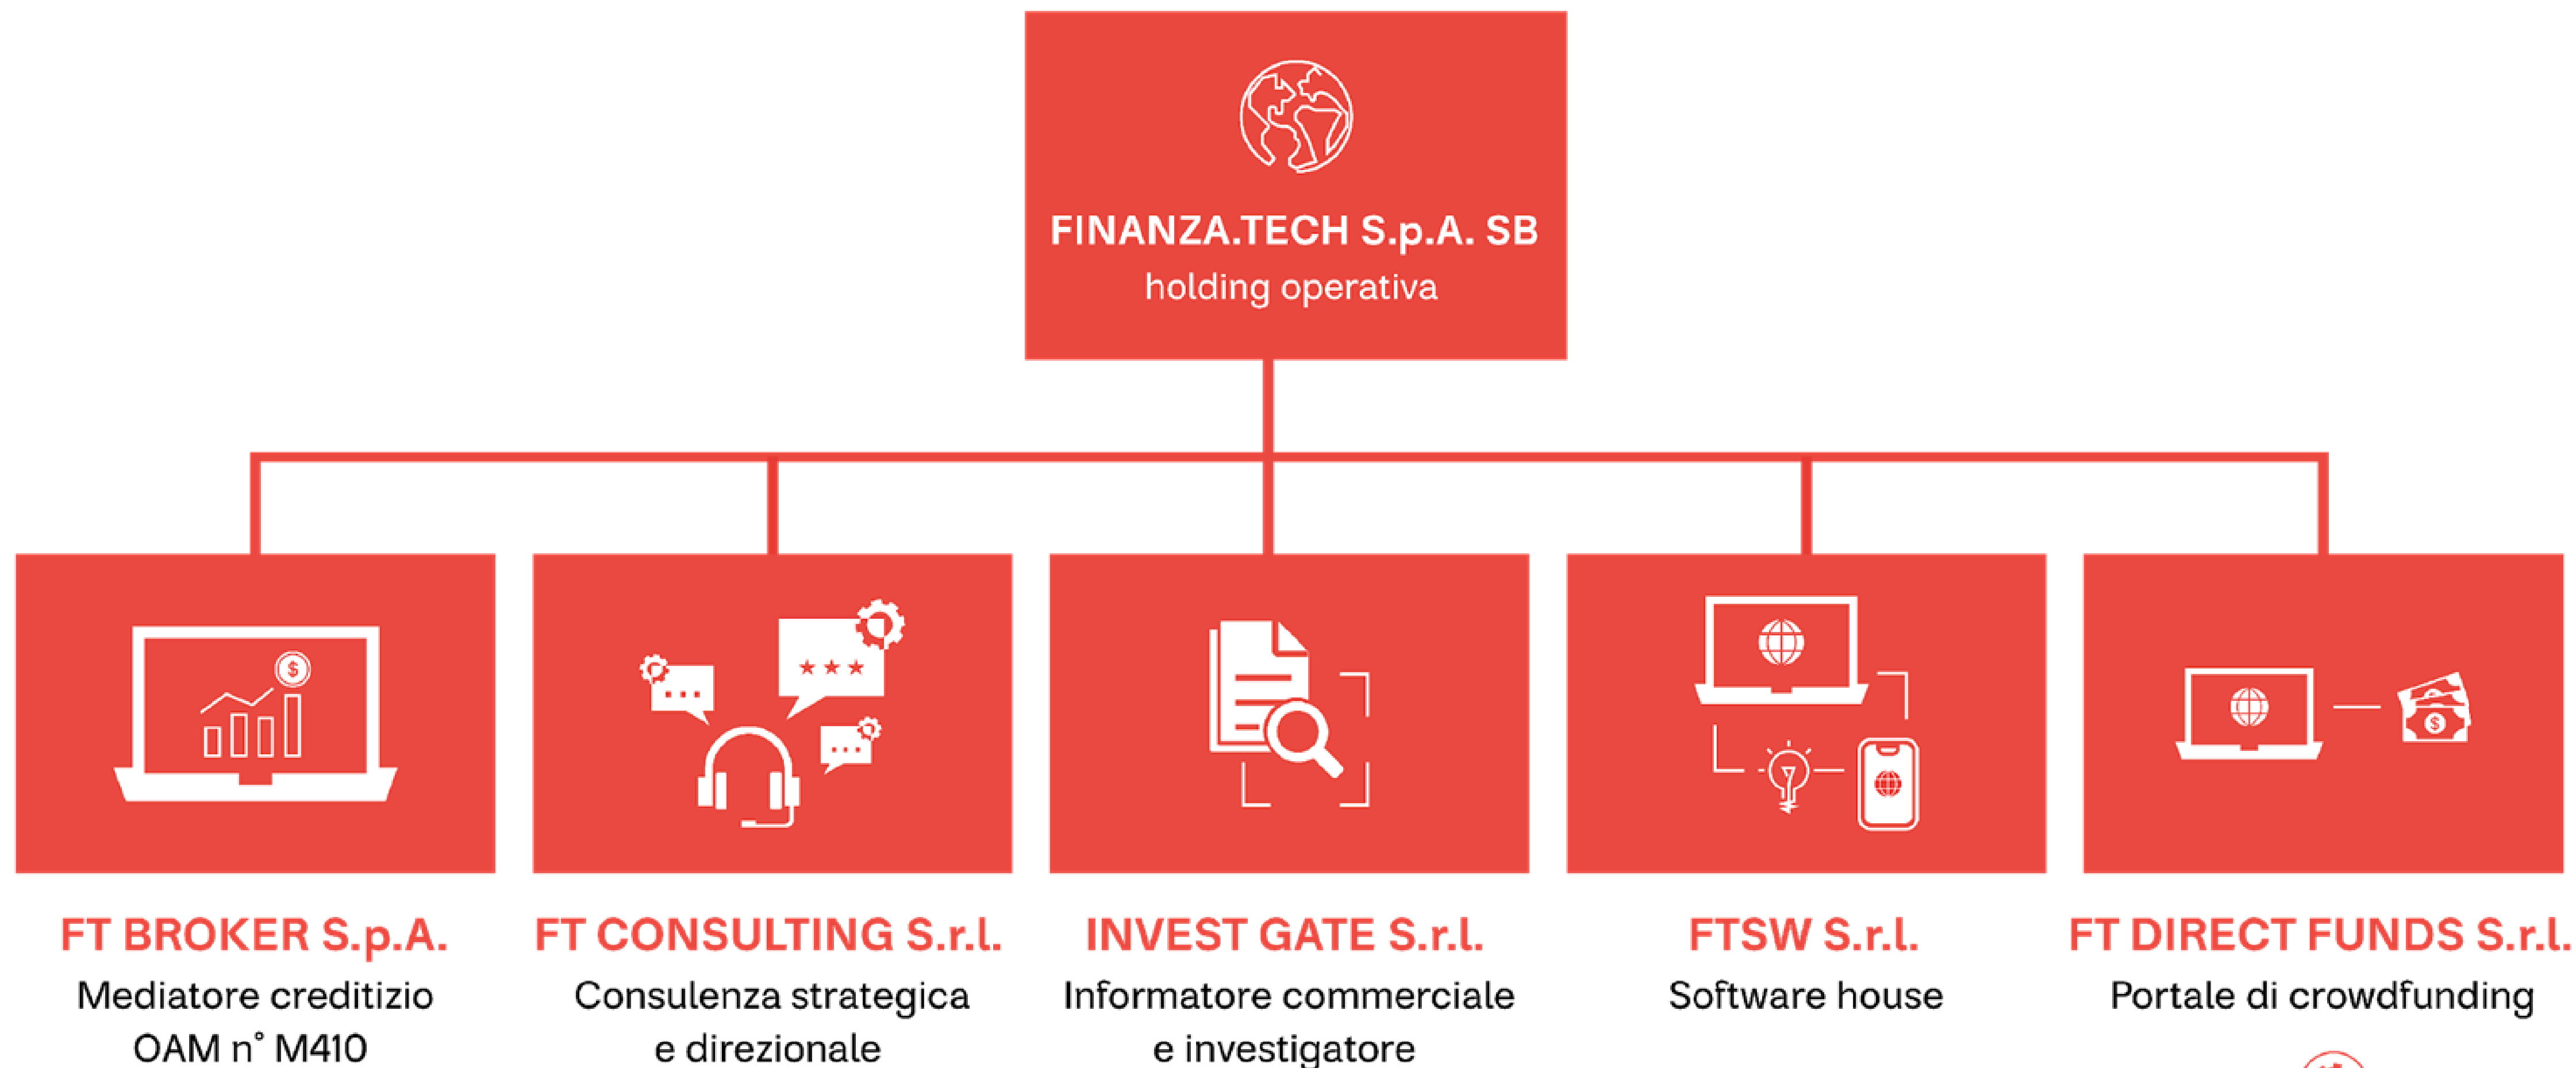 FINANZA.TECH S.p.A. SB
holding operativa
FT BROKER S.p.A.
Mediatore creditizio
OAM n° M410
FT CONSULTING S.r.l.
Consulenza strategica
e direzionale
INVEST GATE S.r.l.
Informatore commerciale
e investigatore
FTSW S.r.l.
Software house
FT DIRECT FUNDS S.r.l.
Portale di crowdfunding